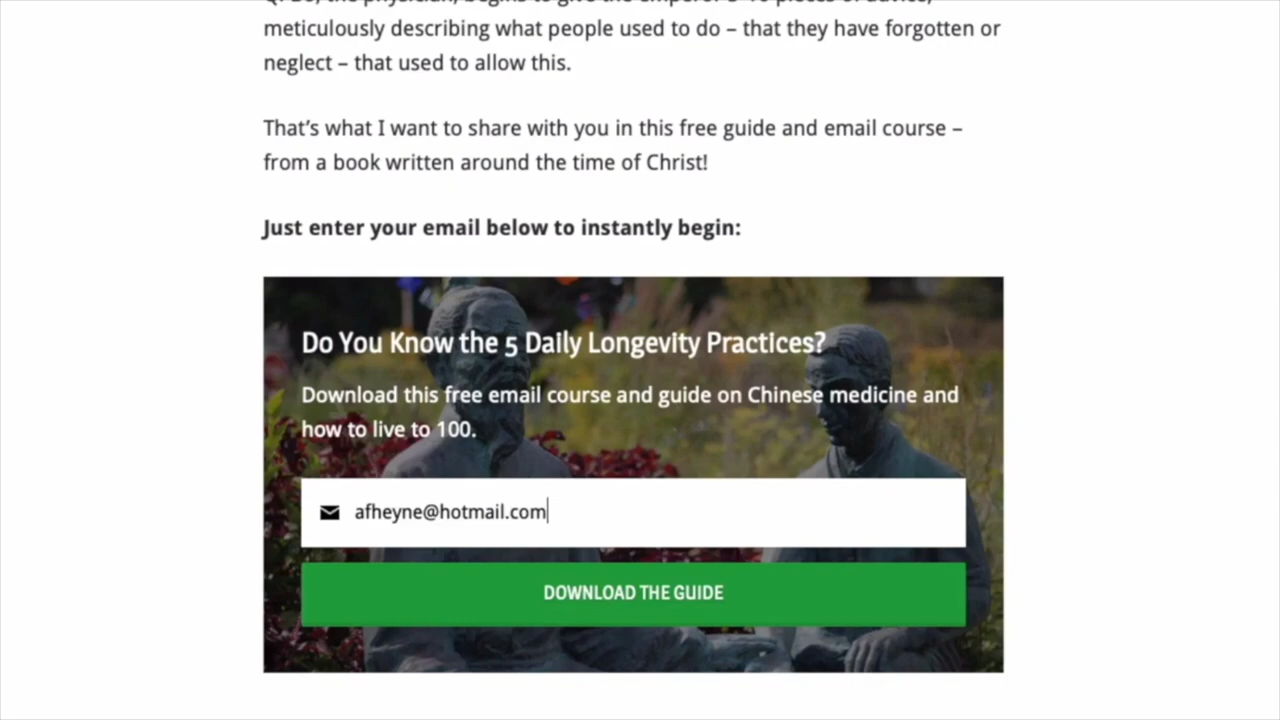 meticulously describing what people used to do – that they have forgotten or
neglect – that used to allow this.
That’s what I want to share with you in this free guide and email course –
from a book written around the time of Christ!
Just enter your email below to instantly begin:
Do You Know the 5 Daily Longevity Practices?
Download this free email course and guide on Chinese medicine and
how to live to 100.
afheyne@hotmail.com
DOWNLOAD THE GUIDE